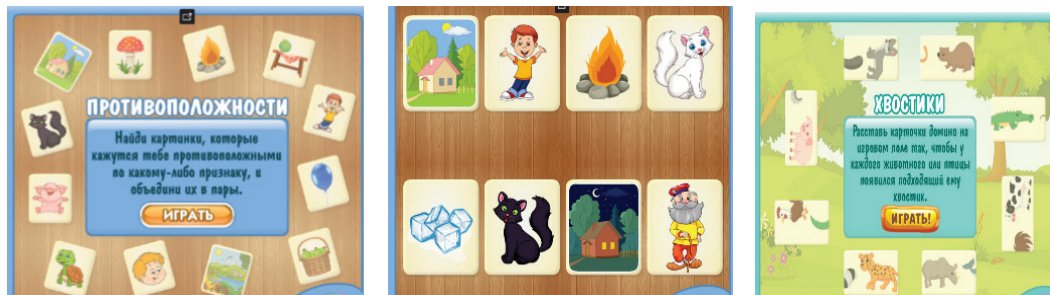 ПРОТИВОПОЛОЖНОСТИ
Найди картинки, которые
кажутся тебе противоположными
по какому-либо признаку, и
объедини их в пары.
ИГРАТЬ
ХВОСТИКИ
Расставь карточки домино на
игровом поле так, чтобы у
каждого животного или птицы
появился подходящий ему
хвостик.
ИГРАТЬ!